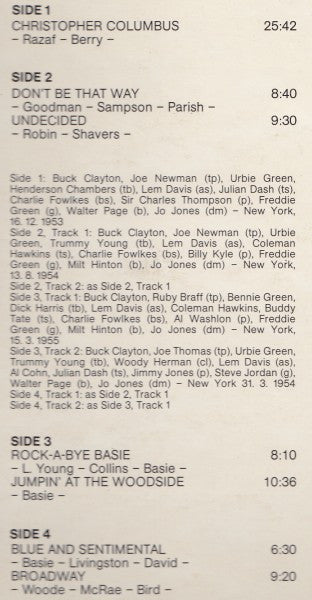 SIDE 1
CHRISTOPHER COLUMBUS 25:42
– Razaf – Berry –
SIDE 2
DON'T BE THAT WAY 8:40
– Goodman – Sampson – Parish –
UNDECIDED 9:30
– Robin – Shavers –
Side 1: Buck Clayton, Joe Newman (tp), Urbie Green,
Henderson Chambers (tb), Lem Davis (as), Julian Dash (ts),
Charlie Fowlkes (bs), Sir Charles Thompson (p), Freddie
Green (g), Walter Page (b), Jo Jones (dm) – New York,
16. 12. 1953
Side 2, Track 1: Buck Clayton, Joe Newman (tp), Urbie
Green, Trummy Young (tb), Lem Davis (as), Coleman
Hawkins (ts), Charlie Fowlkes (bs), Billy Kyle (p), Freddie
Green (g), Milt Hinton (b), Jo Jones (dm) – New York,
13. 8. 1954
Side 2, Track 2: as Side 2, Track 1
Side 3, Track 1: Buck Clayton, Ruby Braff (tp), Bennie Green,
Dick Harris (tb), Lem Davis (as), Coleman Hawkins, Buddy
Tate (ts), Charlie Fowlkes (bs), Al Washlon (p), Freddie
Green (g), Milt Hinton (b), Jo Jones (dm) – New York,
15. 3. 1955
Side 3, Track 2: Buck Clayton, Joe Thomas (tp), Urbie Green,
Trummy Young (tb), Woody Herman (cl), Lem Davis (as),
Al Cohn, Julian Dash (ts), Jimmy Jones (p), Steve Jordan (g),
Walter Page (b), Jo Jones (dm) – New York 31. 3. 1954
Side 4, Track 1: as Side 2, Track 1
Side 4, Track 2: as Side 3, Track 1
SIDE 3
ROCK-A-BYE BASIE 8:10
– L. Young – Collins – Basie –
JUMPIN' AT THE WOODSIDE 10:36
– Basie –
SIDE 4
BLUE AND SENTIMENTAL 6:30
– Basie – Livingston – David –
BROADWAY 9:20
– Woode – McRae – Bird –